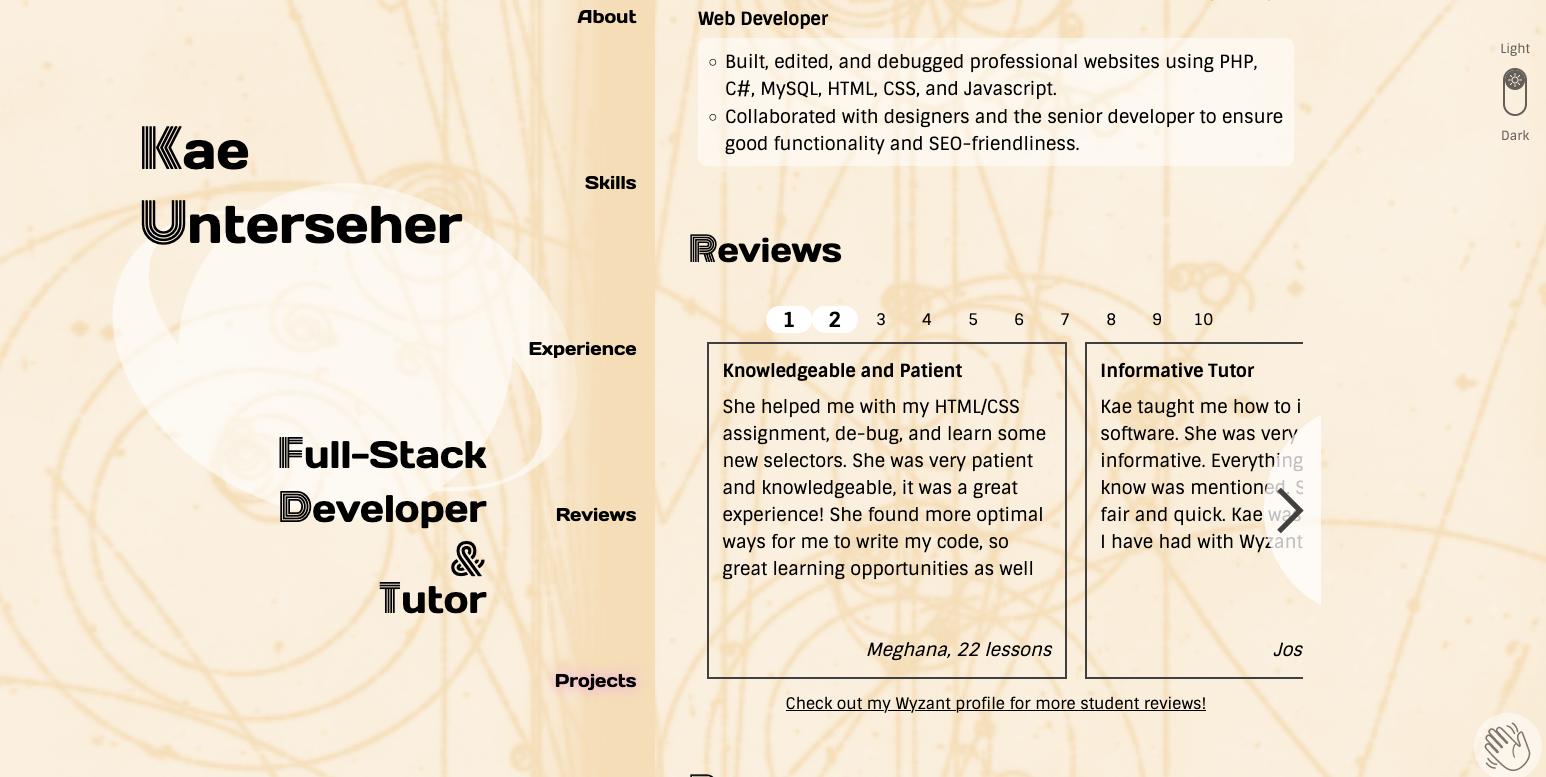 Kae
Unterseher
Full-Stack
Developer
&
Tutor
About
Skills
Experience
Reviews
Projects
Web Developer
Built, edited, and debugged professional websites using PHP,
C#, MySQL, HTML, CSS, and Javascript.
Collaborated with designers and the senior developer to ensure
good functionality and SEO-friendliness.
Reviews
1 2 3 4 5 6 7 8 9 10
Knowledgeable and Patient
She helped me with my HTML/CSS
assignment, de-bug, and learn some
new selectors. She was very patient
and knowledgeable, it was a great
experience! She found more optimal
ways for me to write my code, so
great learning opportunities as well
Meghana, 22 lessons
Informative Tutor
Kae taught me how to i
software. She was very
informative. Everything
know was mentioned. S
fair and quick. Kae was
I have had with Wyzant
Jos
Check out my Wyzant profile for more student reviews!
Light
Dark